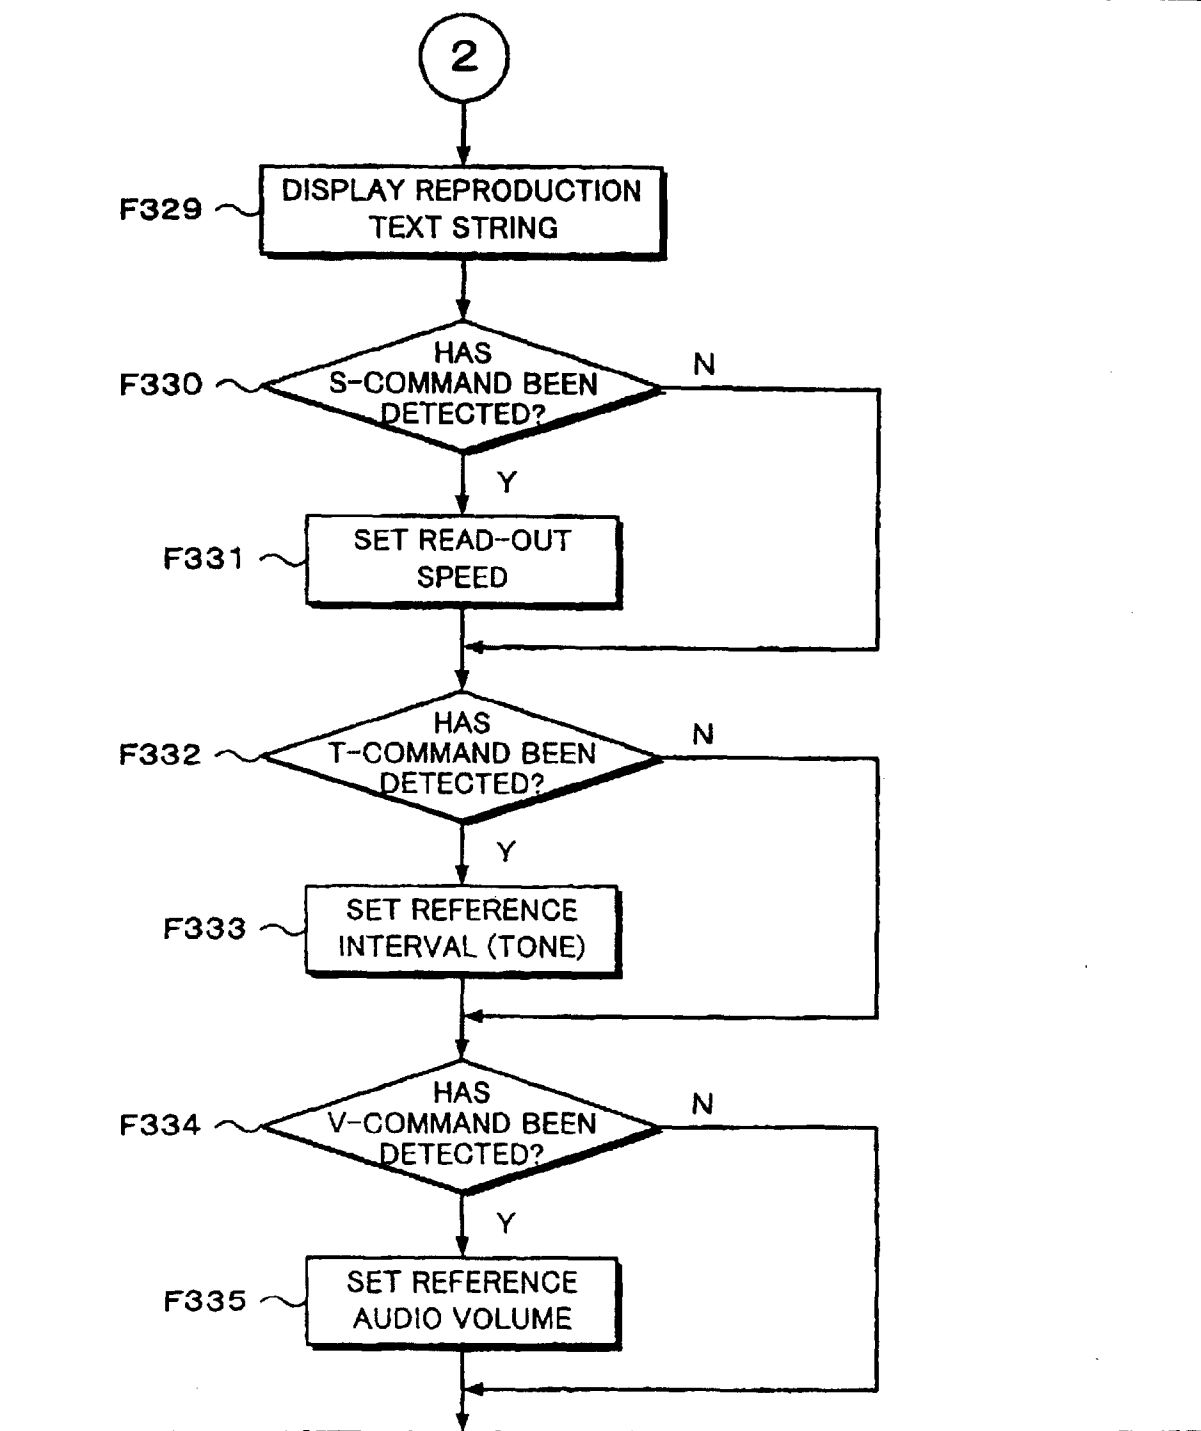 2
F329
DISPLAY REPRODUCTION
TEXT STRING
F330
HAS
S-COMMAND BEEN
DETECTED?
N
Y
F331
SET READ-OUT
SPEED
F332
HAS
T-COMMAND BEEN
DETECTED?
N
Y
F333
SET REFERENCE
INTERVAL (TONE)
F334
HAS
V-COMMAND BEEN
DETECTED?
N
Y
F335
SET REFERENCE
AUDIO VOLUME